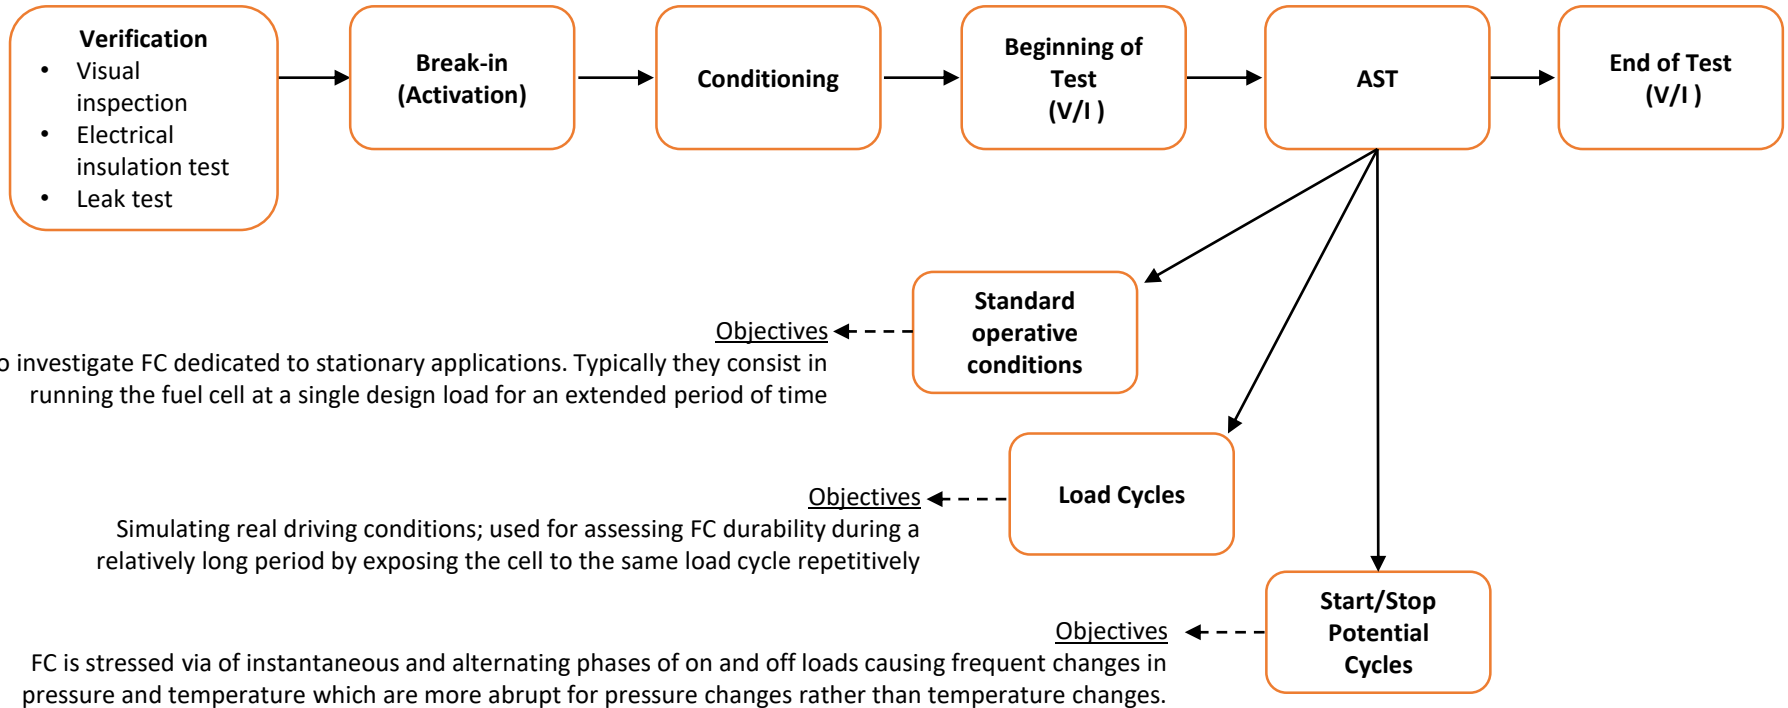 Verification
• Visual
inspection
• Electrical
insulation test
• Leak test
Break-in
(Activation)
Conditioning
Beginning of
Test
(V/I )
AST
End of Test
(V/I )
Standard
operative
conditions
Objectives
o investigate FC dedicated to stationary applications. Typically they consist in
running the fuel cell at a single design load for an extended period of time
Load Cycles
Objectives
Simulating real driving conditions; used for assessing FC durability during a
relatively long period by exposing the cell to the same load cycle repetitively
Start/Stop
Potential
Cycles
Objectives
FC is stressed via of instantaneous and alternating phases of on and off loads causing frequent changes in
pressure and temperature which are more abrupt for pressure changes rather than temperature changes.